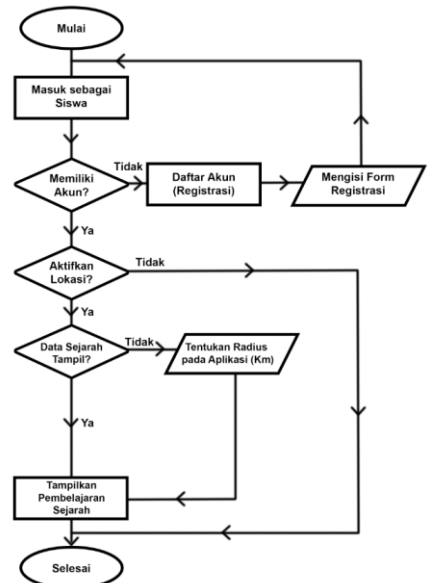 Mulai
Masuk sebagai
Siswa
Memiliki
Akun?
Tidak
Daftar Akun
(Registrasi)
Mengisi Form
Registrasi
Ya
Aktifkan
Lokasi?
Tidak
Ya
Data Sejarah
Tampil?
Tidak
Tentukan Radius
pada Aplikasi (Km)
Ya
Tampilkan
Pembelajaran
Sejarah
Selesai